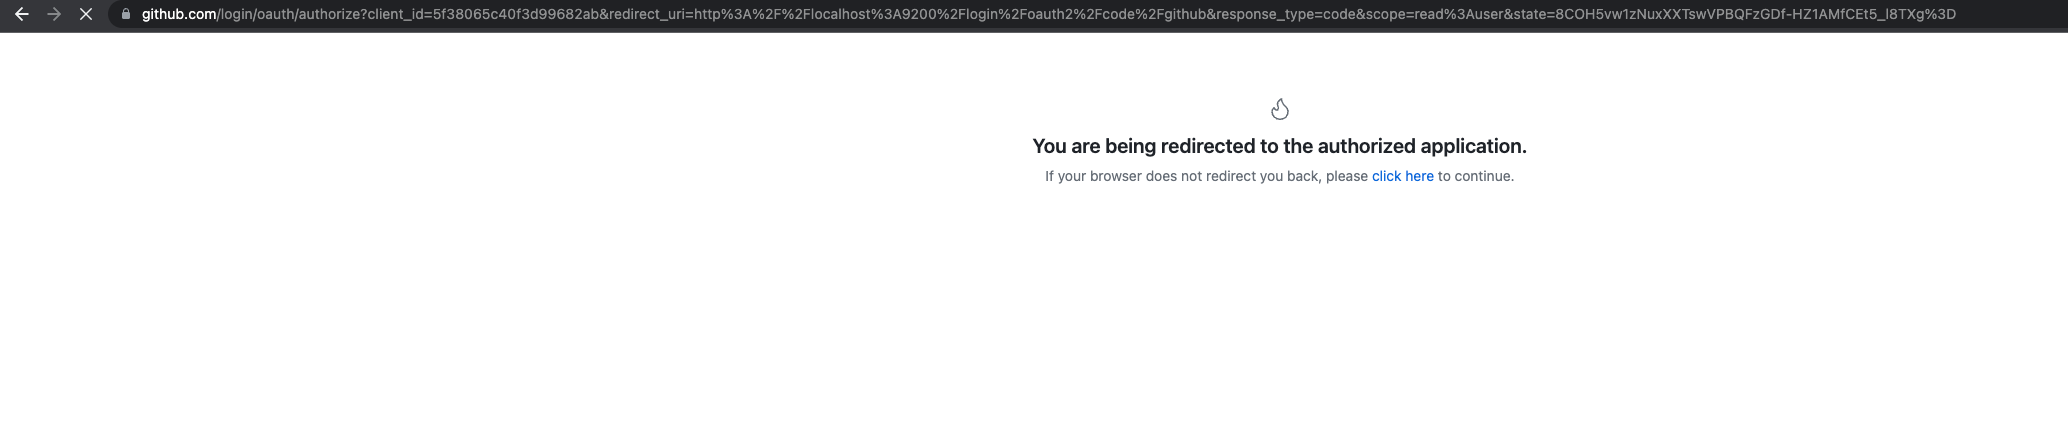 github.com/login/oauth/authorize?client_id=5f38065c40f3d99682ab&redirect_uri=http%3A%2F%2Flocalhost%3A9200%2Flogin%2Foauth2%2Fcode%2Fgithub&response_type=code&scope=read%3Auser&state=8COH5vw1zNuxXXTswVPBQFzGDf-HZ1AMfCEt5_I8TXg%3D
You are being redirected to the authorized application.
If your browser does not redirect you back, please click here to continue.